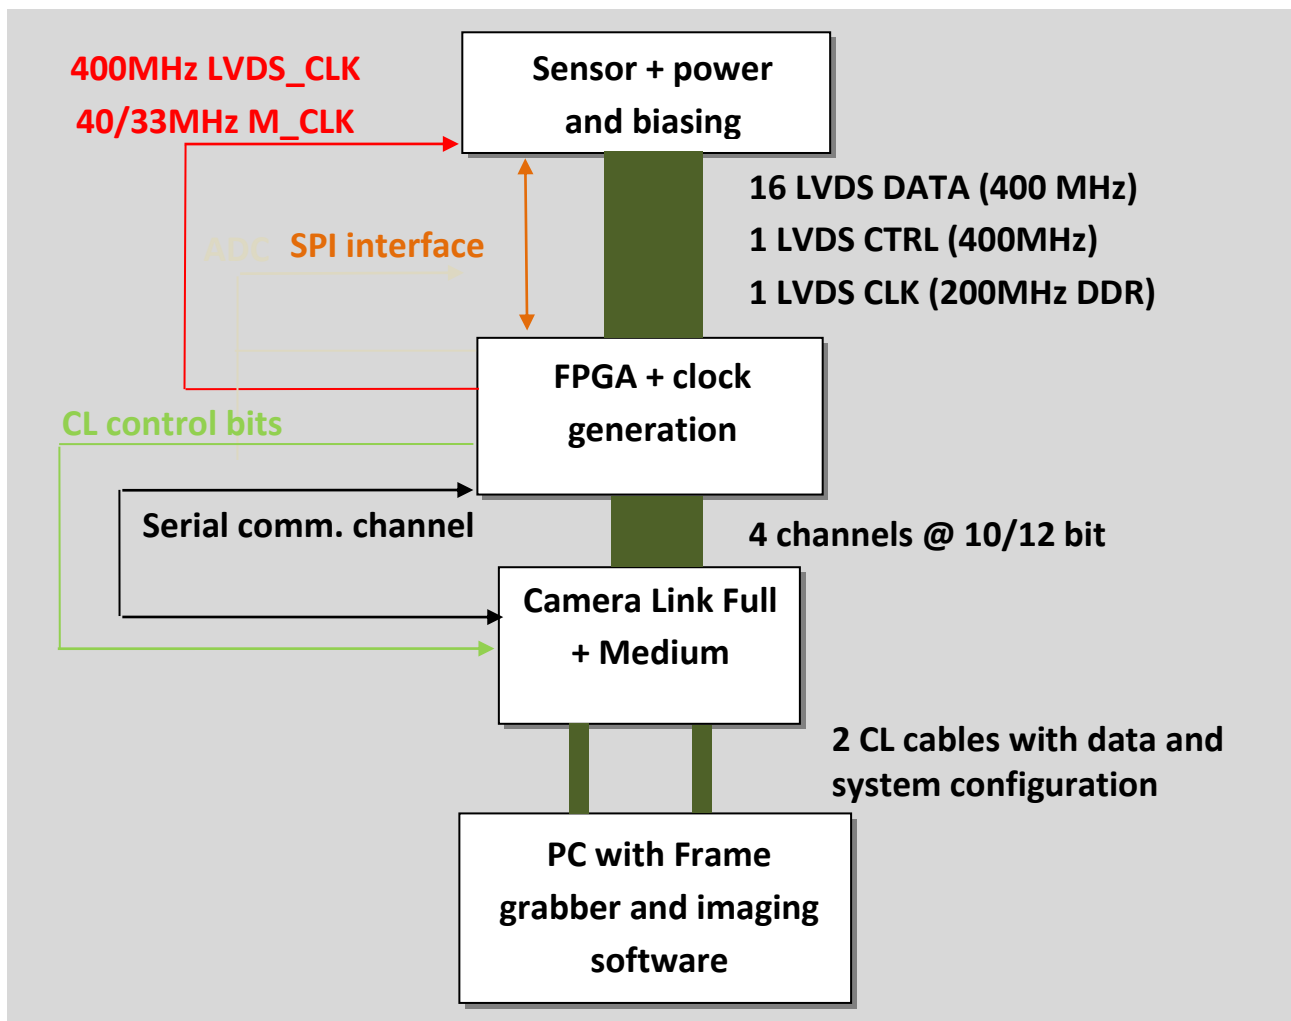 400MHz LVDS_CLK
40/33MHz M_CLK
Sensor + power
and biasing
16 LVDS DATA (400 MHz)
1 LVDS CTRL (400MHz)
1 LVDS CLK (200MHz DDR)
ADC
SPI interface
FPGA + clock
generation
CL control bits
Serial comm. channel
4 channels @ 10/12 bit
Camera Link Full
+ Medium
2 CL cables with data and
system configuration
PC with Frame
grabber and imaging
software